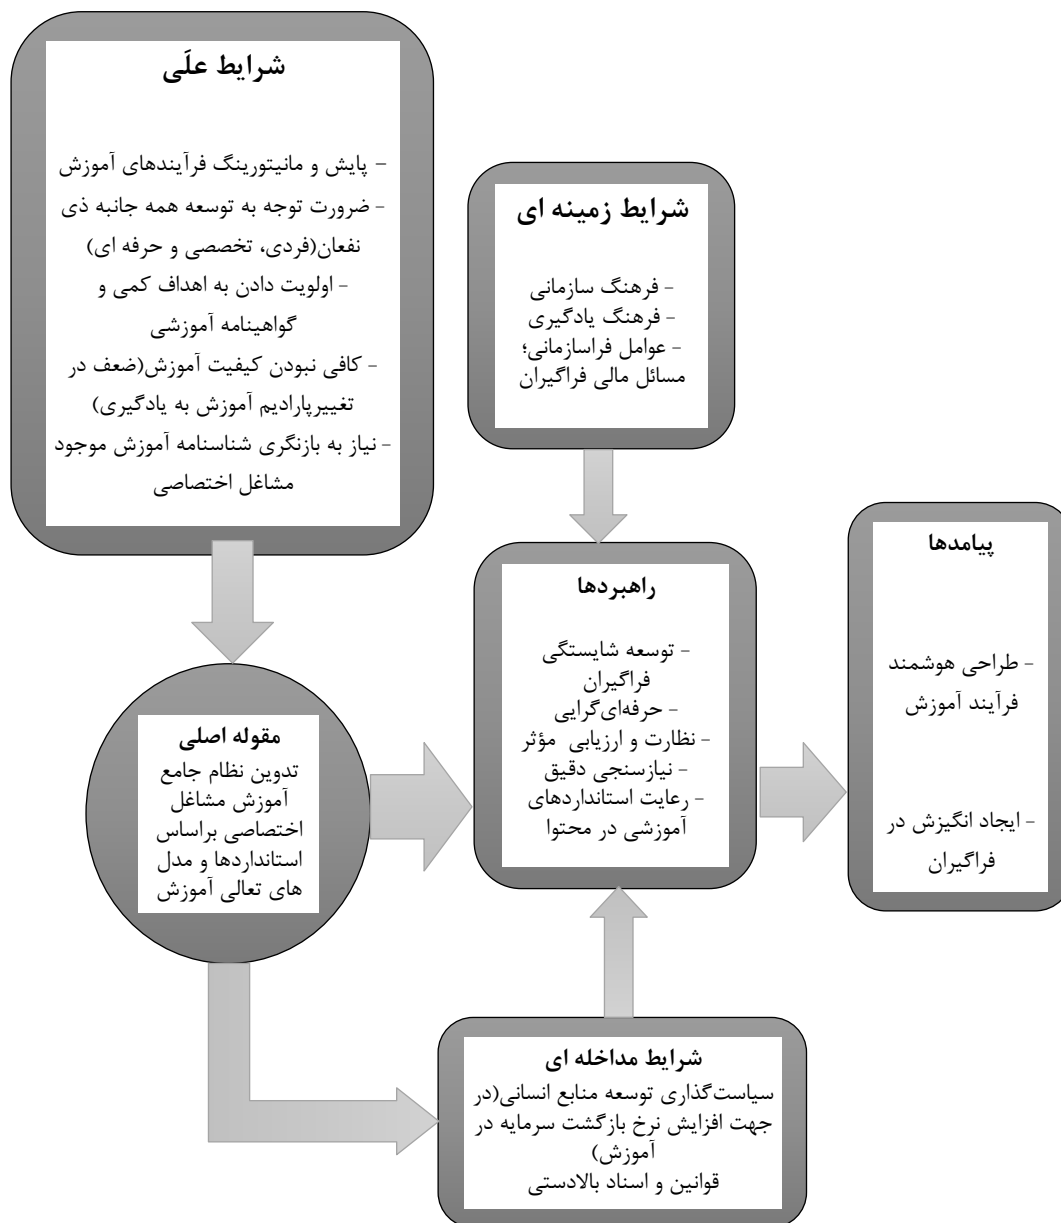 شرایط علَی
- پایش و مانیتورینگ فرآیندهای آموزش
- ضرورت توجه به توسعه همه جانبه ذی
نفعان(فردی، تخصصی و حرفه ای)
- اولویت دادن به اهداف کمی و
گواهینامه آموزشی
- کافی نبودن کیفیت آموزش(ضعف در
تغییرپارادیم آموزش به یادگیری)
- نیاز به بازنگری شناسنامه آموزش موجود
مشاغل اختصاصی
شرایط زمینه ای
- فرهنگ سازمانی
- فرهنگ یادگیری
- عوامل فراسازمانی؛
مسائل مالی فراگیران
مقوله اصلی
تدوین نظام جامع
آموزش مشاغل
اختصاصی براساس
استانداردها و مدل
های تعالی آموزش
راهبردها
- توسعه شایستگی
فراگیران
- حرفه‌ای‌گرایی
- نظارت و ارزیابی مؤثر
- نیازسنجی دقیق
- رعایت استانداردهای
آموزشی در محتوا
پیامدها
- طراحی هوشمند
فرآیند آموزش
- ایجاد انگیزش در
فراگیران
شرایط مداخله ای
سیاست‌گذاری توسعه منابع انسانی(در
جهت افزایش نرخ بازگشت سرمایه در
آموزش)
قوانین و اسناد بالادستی